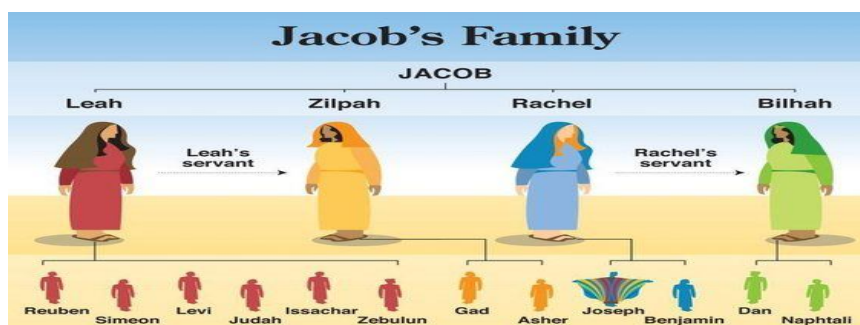 Jacob's Family
JACOB
Leah Zilpah Rachel Bilhah
Leah's
servant
Rachel's
servant
Reuben Simeon Levi Judah Issachar Zebulun Gad Asher Joseph Benjamin Dan Naphtali